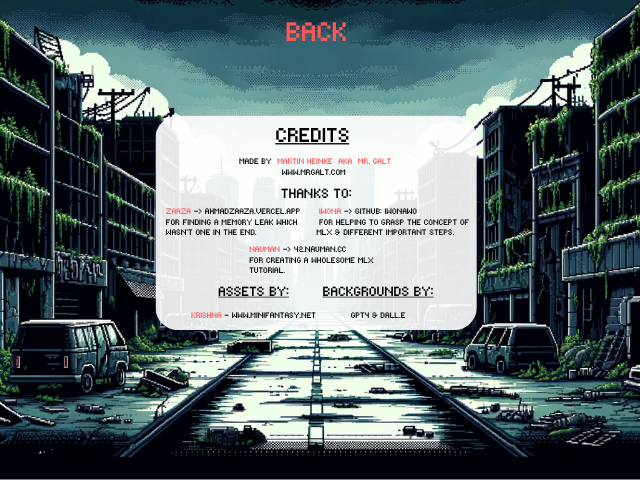 BACK
CREDITS
MADE BY MARTIN HEINKE AKA MR. GALT
WWW.MRGALT.COM
THANKS TO:
ZAAZA -> AHMADZAAZA.VERCEL.APP
FOR FINDING A MEMORY LEAK WHICH
WASN'T ONE IN THE END.
IWONA -> GITHUB: IWONAWO
FOR HELPING TO GRASP THE CONCEPT OF
MLX & DIFFERENT IMPORTANT STEPS.
NAUMAN -> 42.NAUMAN.CC
FOR CREATING A WHOLESOME MLX
TUTORIAL.
ASSETS BY:
KRISHNA - WWW.MINIFANTASY.NET
BACKGROUNDS BY:
GPT4 & DALL.E